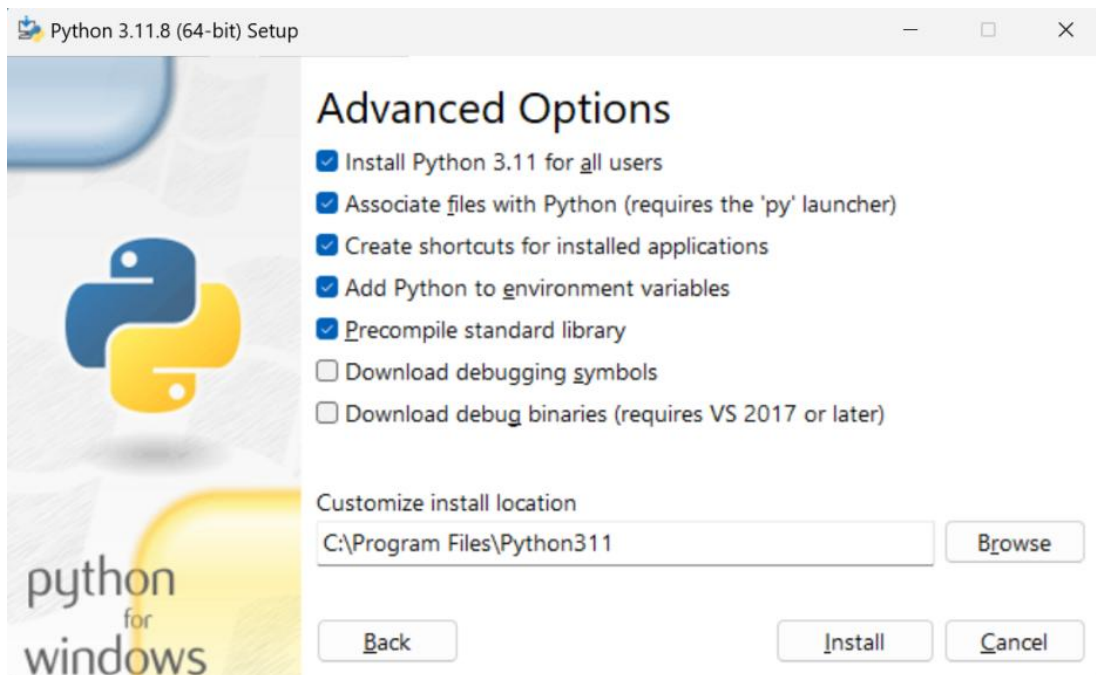 Python 3.11.8 (64-bit) Setup
Advanced Options
Install Python 3.11 for all users
Associate files with Python (requires the 'py' launcher)
Create shortcuts for installed applications
Add Python to environment variables
Precompile standard library
Download debugging symbols
Download debug binaries (requires VS 2017 or later)
Customize install location
C:\Program Files\Python311
Browse
python
for
windows
Back
Install
Cancel